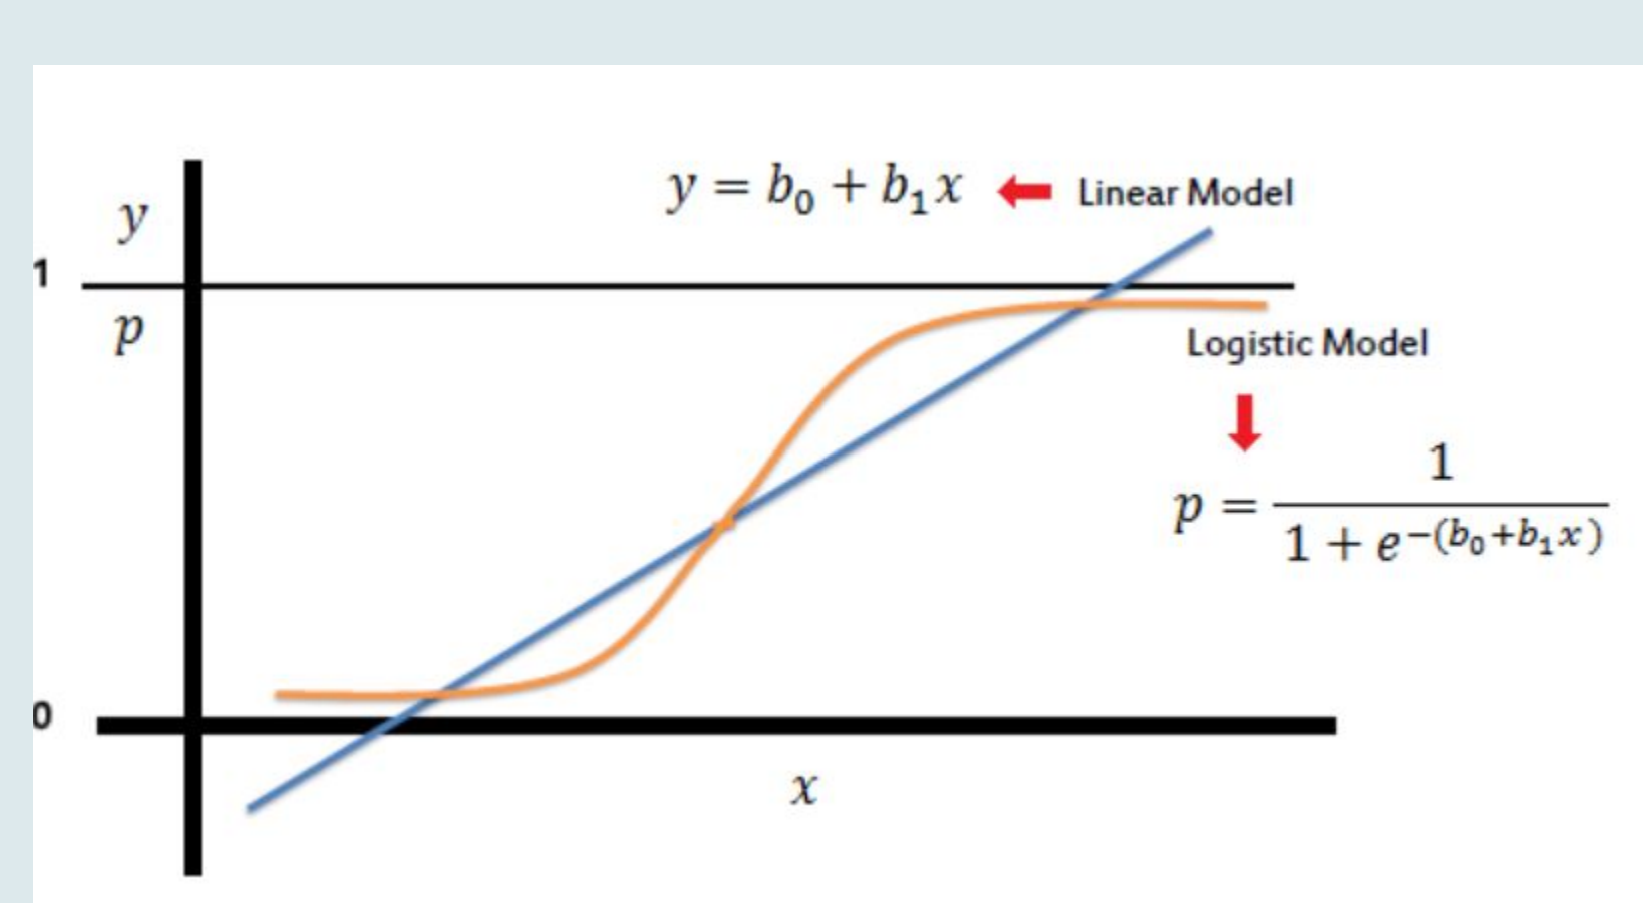 y = b₀ + b₁x
Linear Model
y
1
p
Logistic Model
p = 1 / (1 + e^−(b₀+b₁x))
0
x